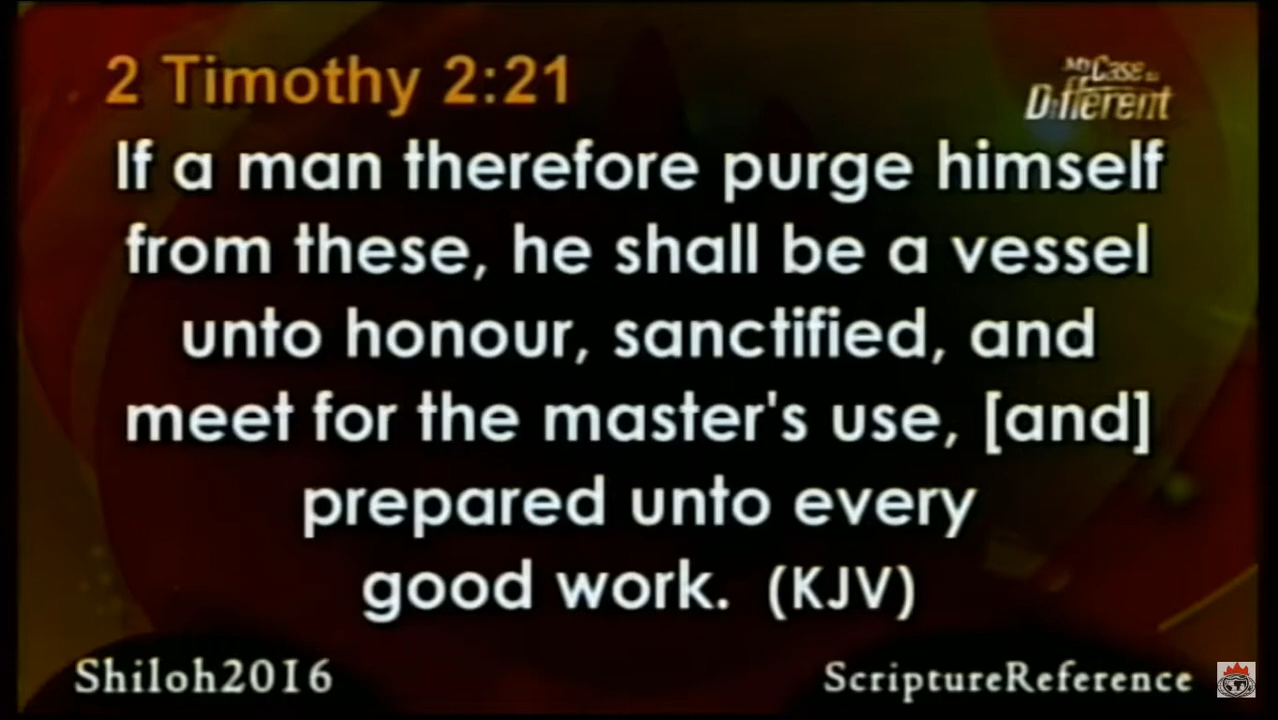 2 Timothy 2:21
My Case is
Different
If a man therefore purge himself
from these, he shall be a vessel
unto honour, sanctified, and
meet for the master's use, [and]
prepared unto every
good work. (KJV)
Shiloh2016
ScriptureReference